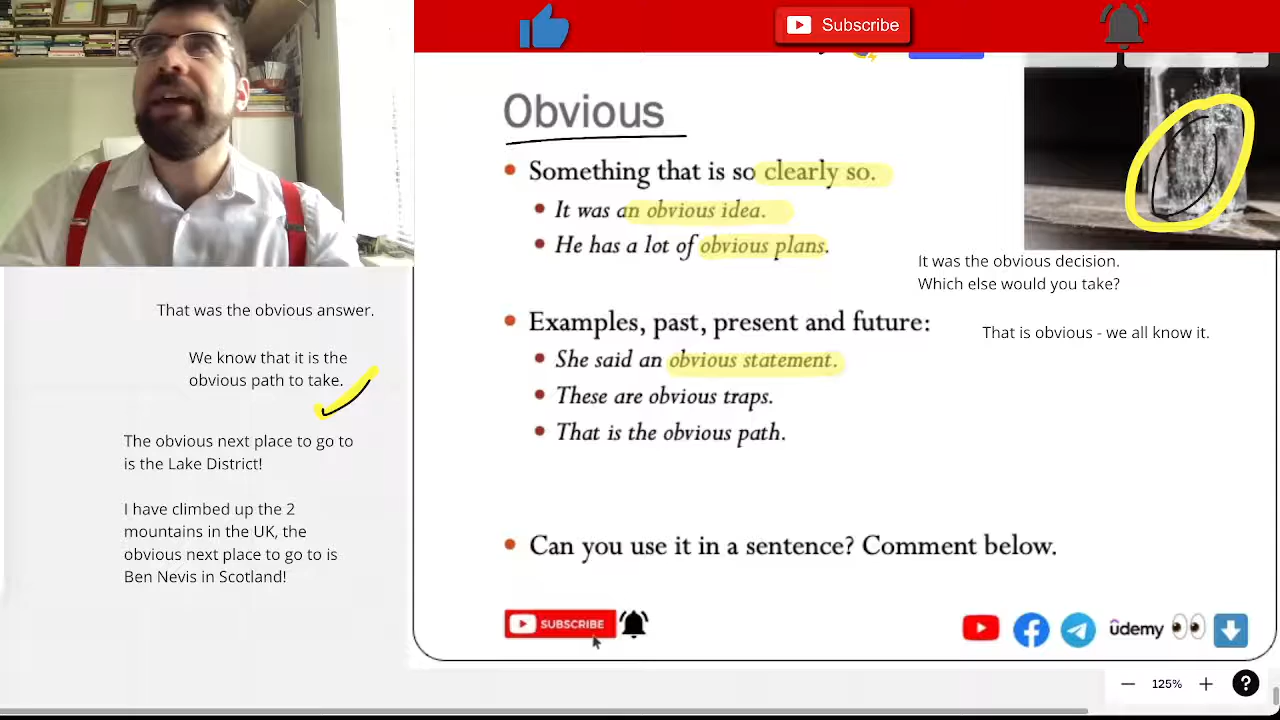 Subscribe
Obvious
Something that is so clearly so.
It was an obvious idea.
He has a lot of obvious plans.
Examples, past, present and future:
She said an obvious statement.
These are obvious traps.
That is the obvious path.
Can you use it in a sentence? Comment below.
SUBSCRIBE
ûdemy
It was the obvious decision.
Which else would you take?
That is obvious - we all know it.
That was the obvious answer.
We know that it is the
obvious path to take.
The obvious next place to go to
is the Lake District!
I have climbed up the 2
mountains in the UK, the
obvious next place to go to is
Ben Nevis in Scotland!
125%